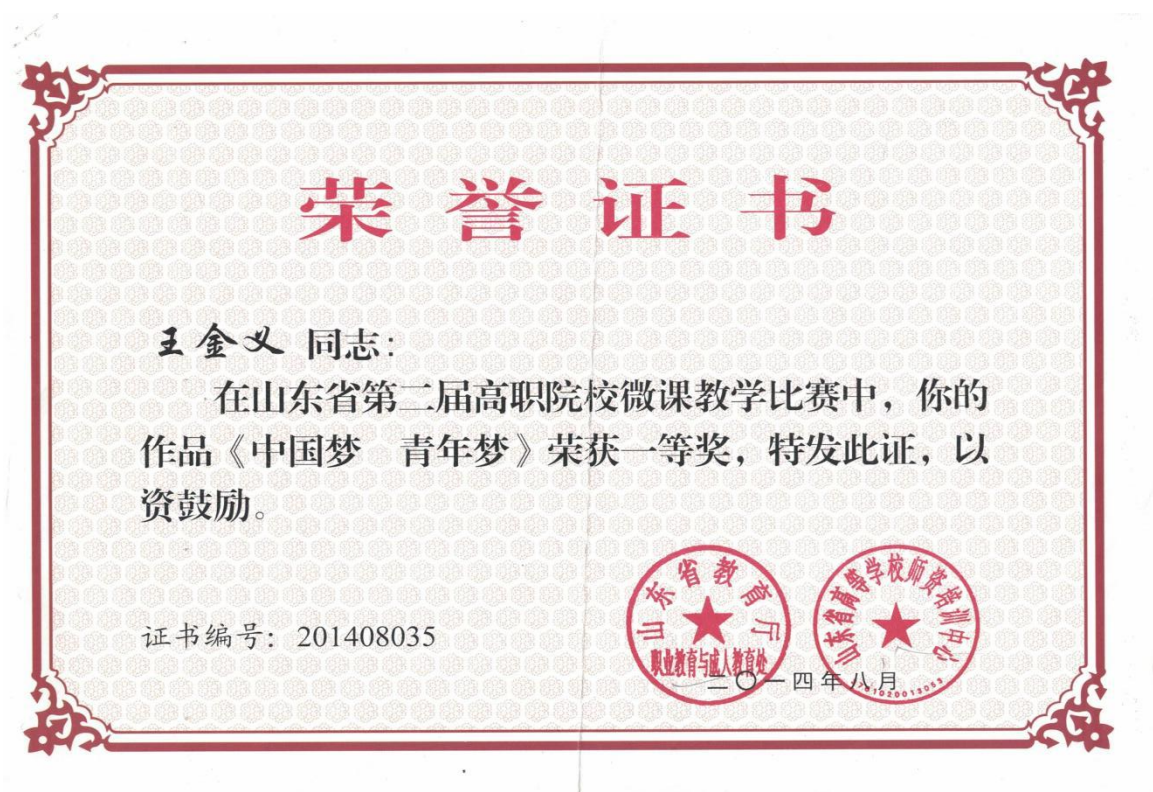 荣誉证书
王金义 同志：
在山东省第二届高职院校微课教学比赛中，你的
作品《中国梦　青年梦》荣获一等奖，特发此证，以
资鼓励。
山东省教育厅
职业教育与成人教育处
山东省高等学校师资培训中心
证书编号：201408035
二〇一四年八月